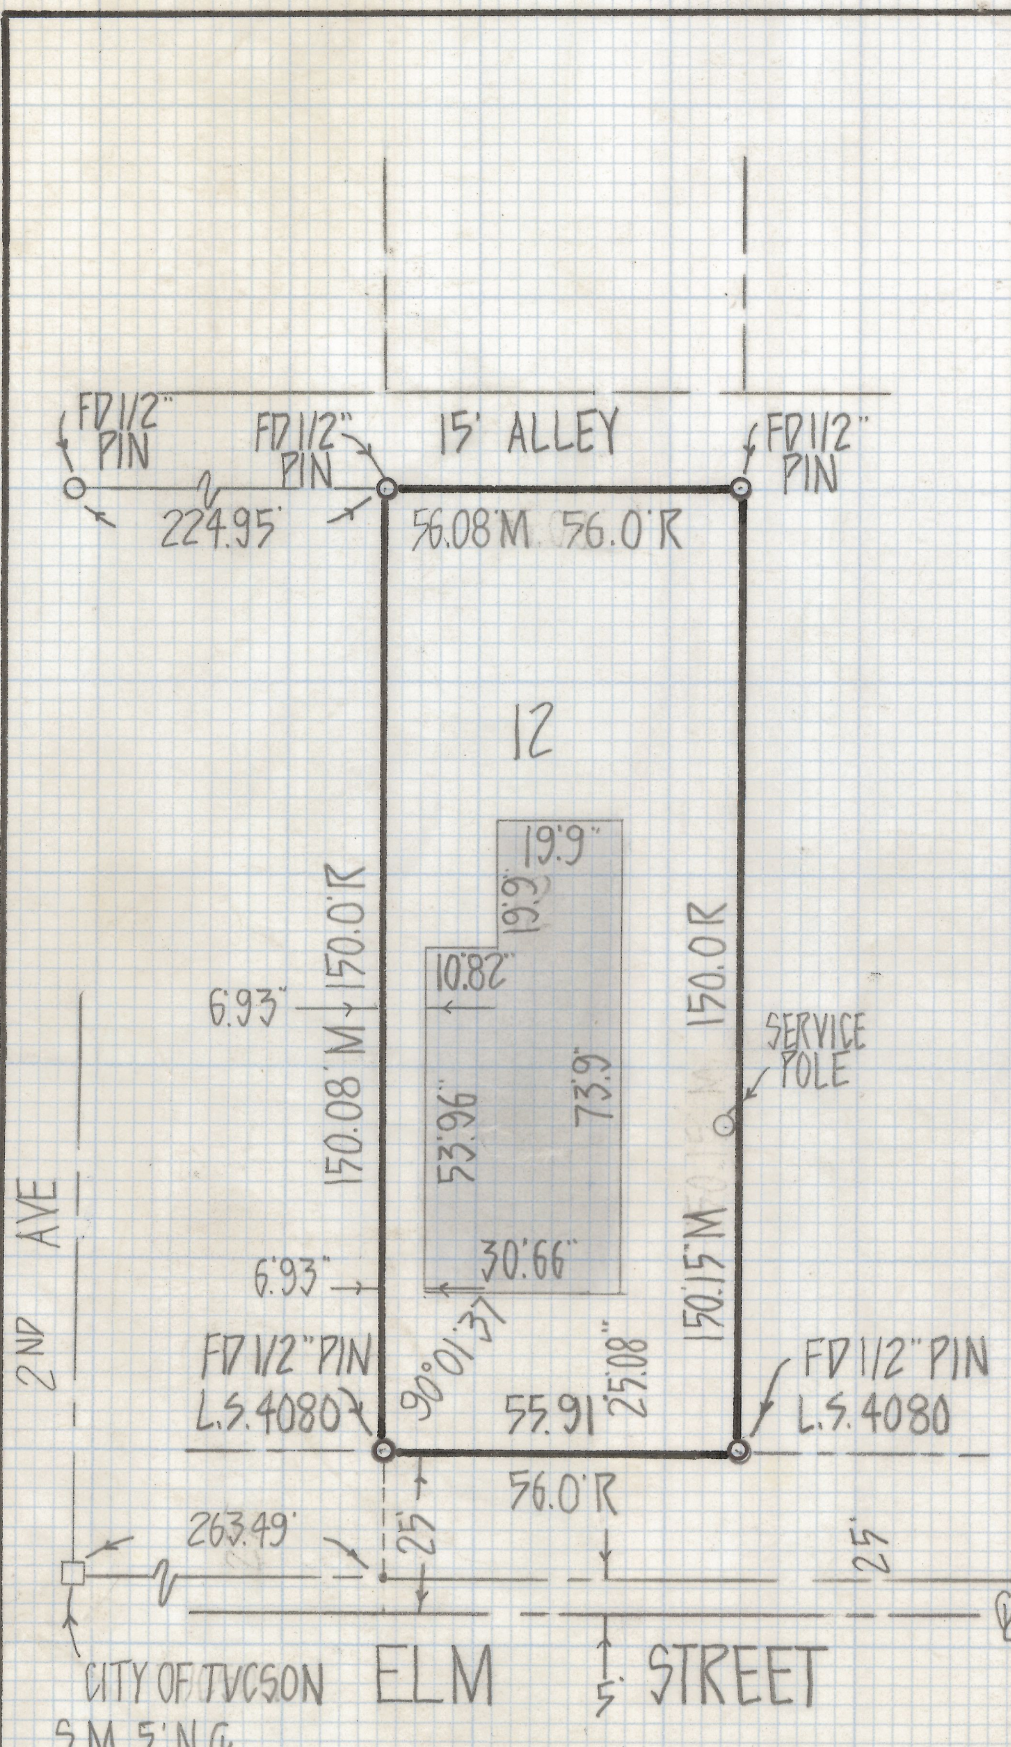 FD 1/2"
PIN
FD 1/2"
PIN
15' ALLEY
FD 1/2"
PIN
224.95'
56.08'M 56.0'R
12
19'.9"
19'.9"
10'.82"
150.08' M 150.0'R
6'.93"
53'.96"
73'.9"
150.15'M 150.0 R
SERVICE
POLE
2ND AVE
6'.93"
30'.66"
90°01'.37
25'.08"
FD 1/2" PIN
L.S. 4080
55.91'
FD 1/2" PIN
L.S. 4080
56.0'R
263.49'
25'
25'
CITY OF TUCSON
ELM STREET
5'
S M 5' N